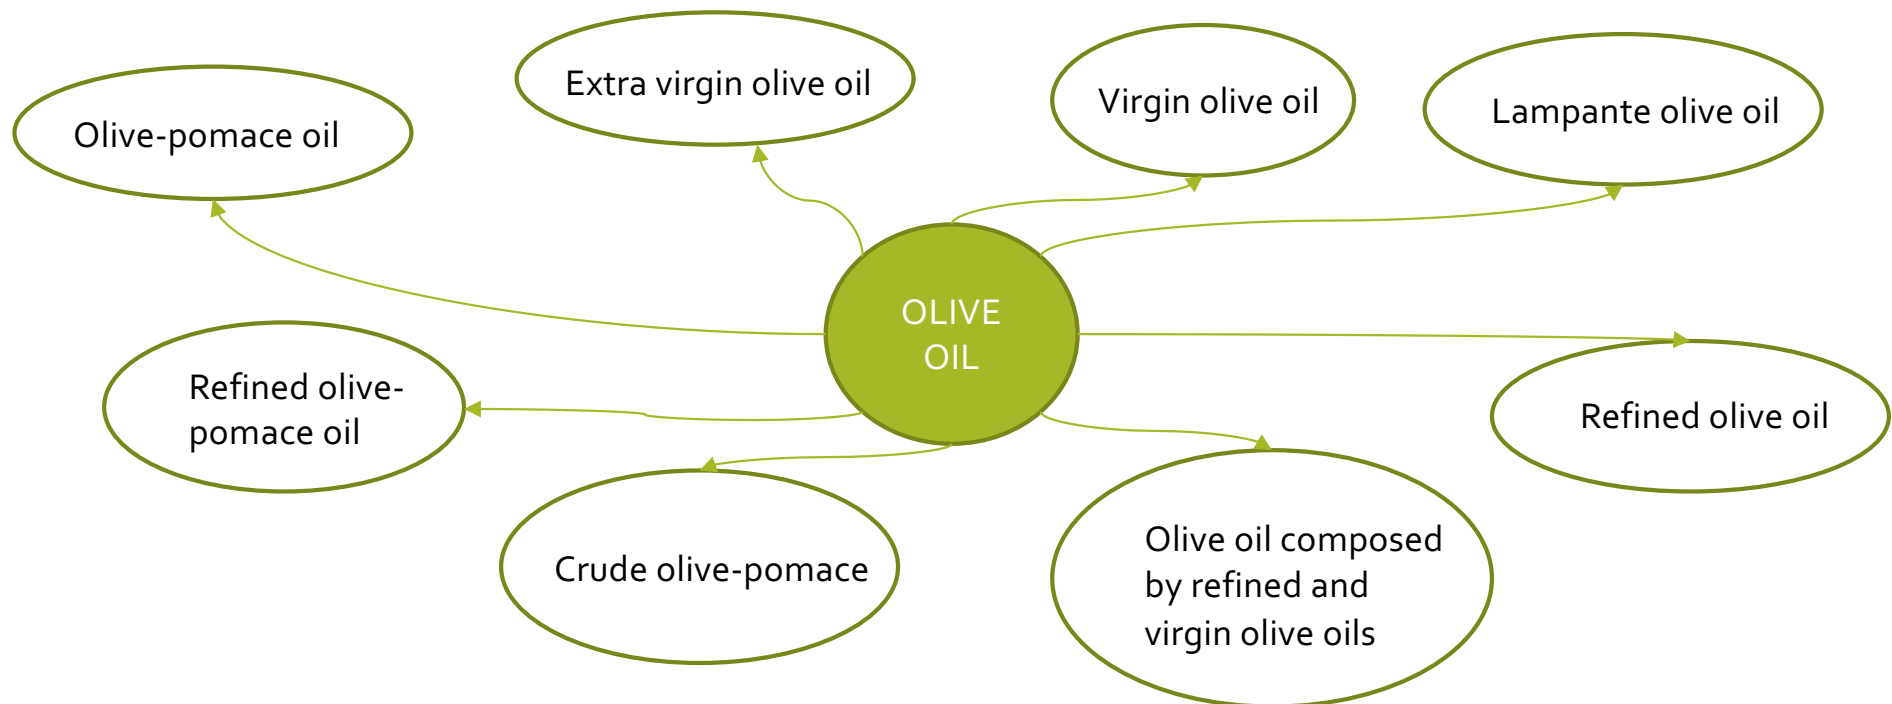 Extra virgin olive oil
Virgin olive oil
Lampante olive oil
Olive-pomace oil
OLIVE
OIL
Refined olive-
pomace oil
Refined olive oil
Crude olive-pomace
Olive oil composed
by refined and
virgin olive oils